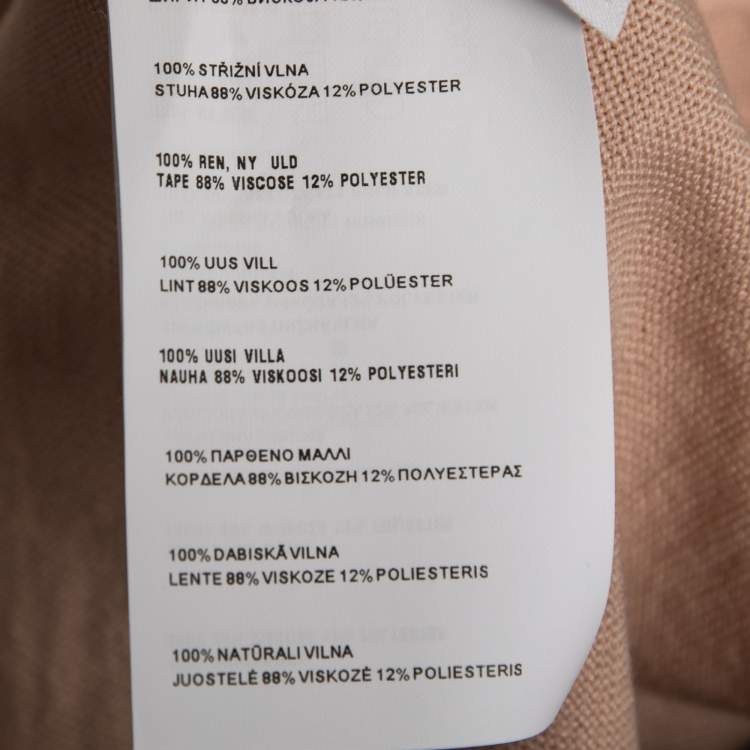 100% STŘIŽNÍ VLNA
STUHA 88% VISKÓZA 12% POLYESTER
100% REN, NY ULD
TAPE 88% VISCOSE 12% POLYESTER
100% UUS VILL
LINT 88% VISKOOS 12% POLÜESTER
100% UUSI VILLA
NAUHA 88% VISKOOSI 12% POLYESTERI
100% ΠΑΡΘΕΝΟ ΜΑΛΛΙ
ΚΟΡΔΕΛΑ 88% ΒΙΣΚΟΖΗ 12% ΠΟΛΥΕΣΤΕΡΑΣ
100% DABISKĀ VILNA
LENTE 88% VISKOZE 12% POLIESTERIS
100% NATŪRALI VILNA
JUOSTELĖ 88% VISKOZĖ 12% POLIESTERIS